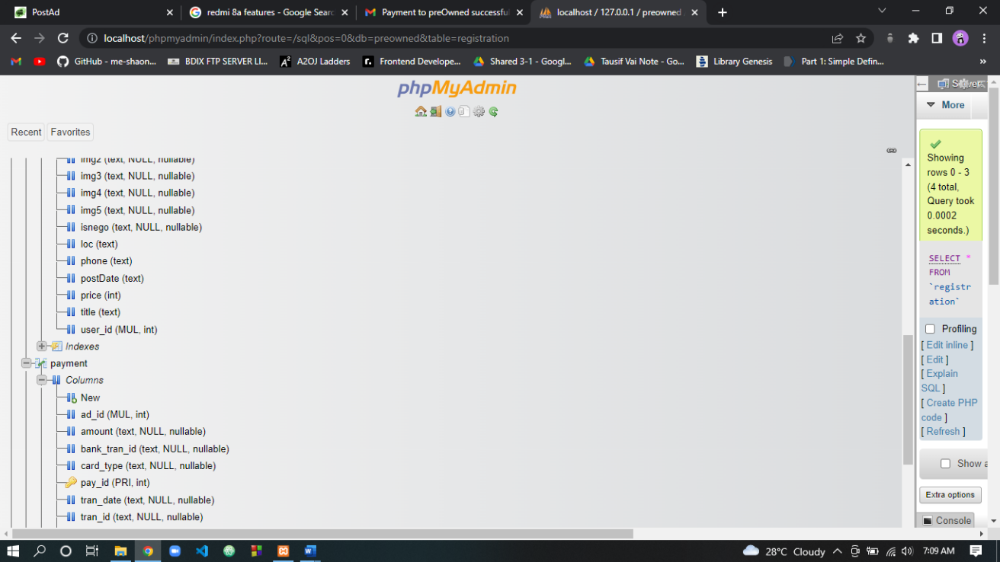 PostAd
redmi 8a features - Google Searc
Payment to preOwned successful
localhost / 127.0.0.1 / preowned
localhost/phpmyadmin/index.php?route=/sql&pos=0&db=preowned&table=registration
GitHub - me-shaon...
BDIX FTP SERVER LI...
A2OJ Ladders
Frontend Develope...
Shared 3-1 - Googl...
Tausif Vai Note - Go...
Library Genesis
Part 1: Simple Defin...
phpMyAdmin
Recent
Favorites
img2 (text, NULL, nullable)
img3 (text, NULL, nullable)
img4 (text, NULL, nullable)
img5 (text, NULL, nullable)
isnego (text, NULL, nullable)
loc (text)
phone (text)
postDate (text)
price (int)
title (text)
user_id (MUL, int)
Indexes
payment
Columns
New
ad_id (MUL, int)
amount (text, NULL, nullable)
bank_tran_id (text, NULL, nullable)
card_type (text, NULL, nullable)
pay_id (PRI, int)
tran_date (text, NULL, nullable)
tran_id (text, NULL, nullable)
More
Showing
rows 0 - 3
(4 total,
Query took
0.0002
seconds.)
SELECT *
FROM
`registr
ation`
Profiling
[ Edit inline ]
[ Edit ]
[ Explain
SQL ]
[ Create PHP
code ]
[ Refresh ]
Show a
Extra options
Console
28°C Cloudy
7:09 AM